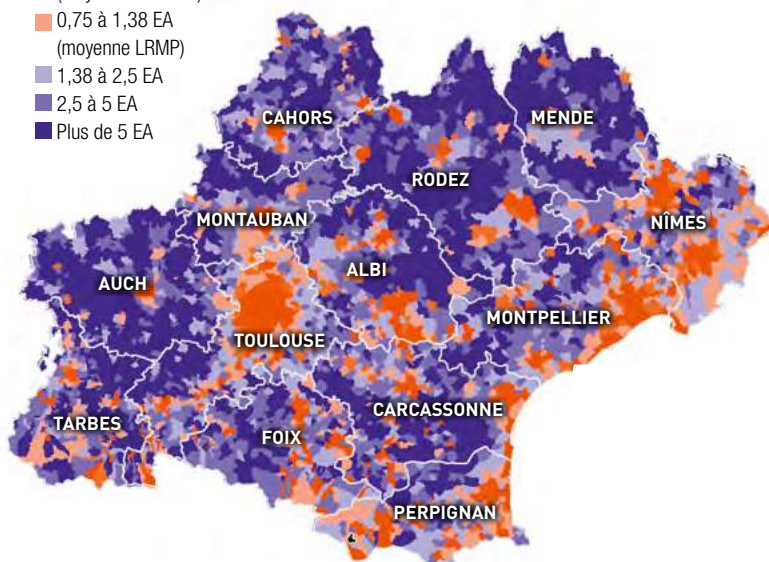 0,75 à 1,38 EA
(moyenne LRMP)
1,38 à 2,5 EA
2,5 à 5 EA
Plus de 5 EA
CAHORS
MENDE
RODEZ
MONTAUBAN
NÎMES
AUCH
ALBI
MONTPELLIER
TOULOUSE
TARBES
CARCASSONNE
FOIX
PERPIGNAN